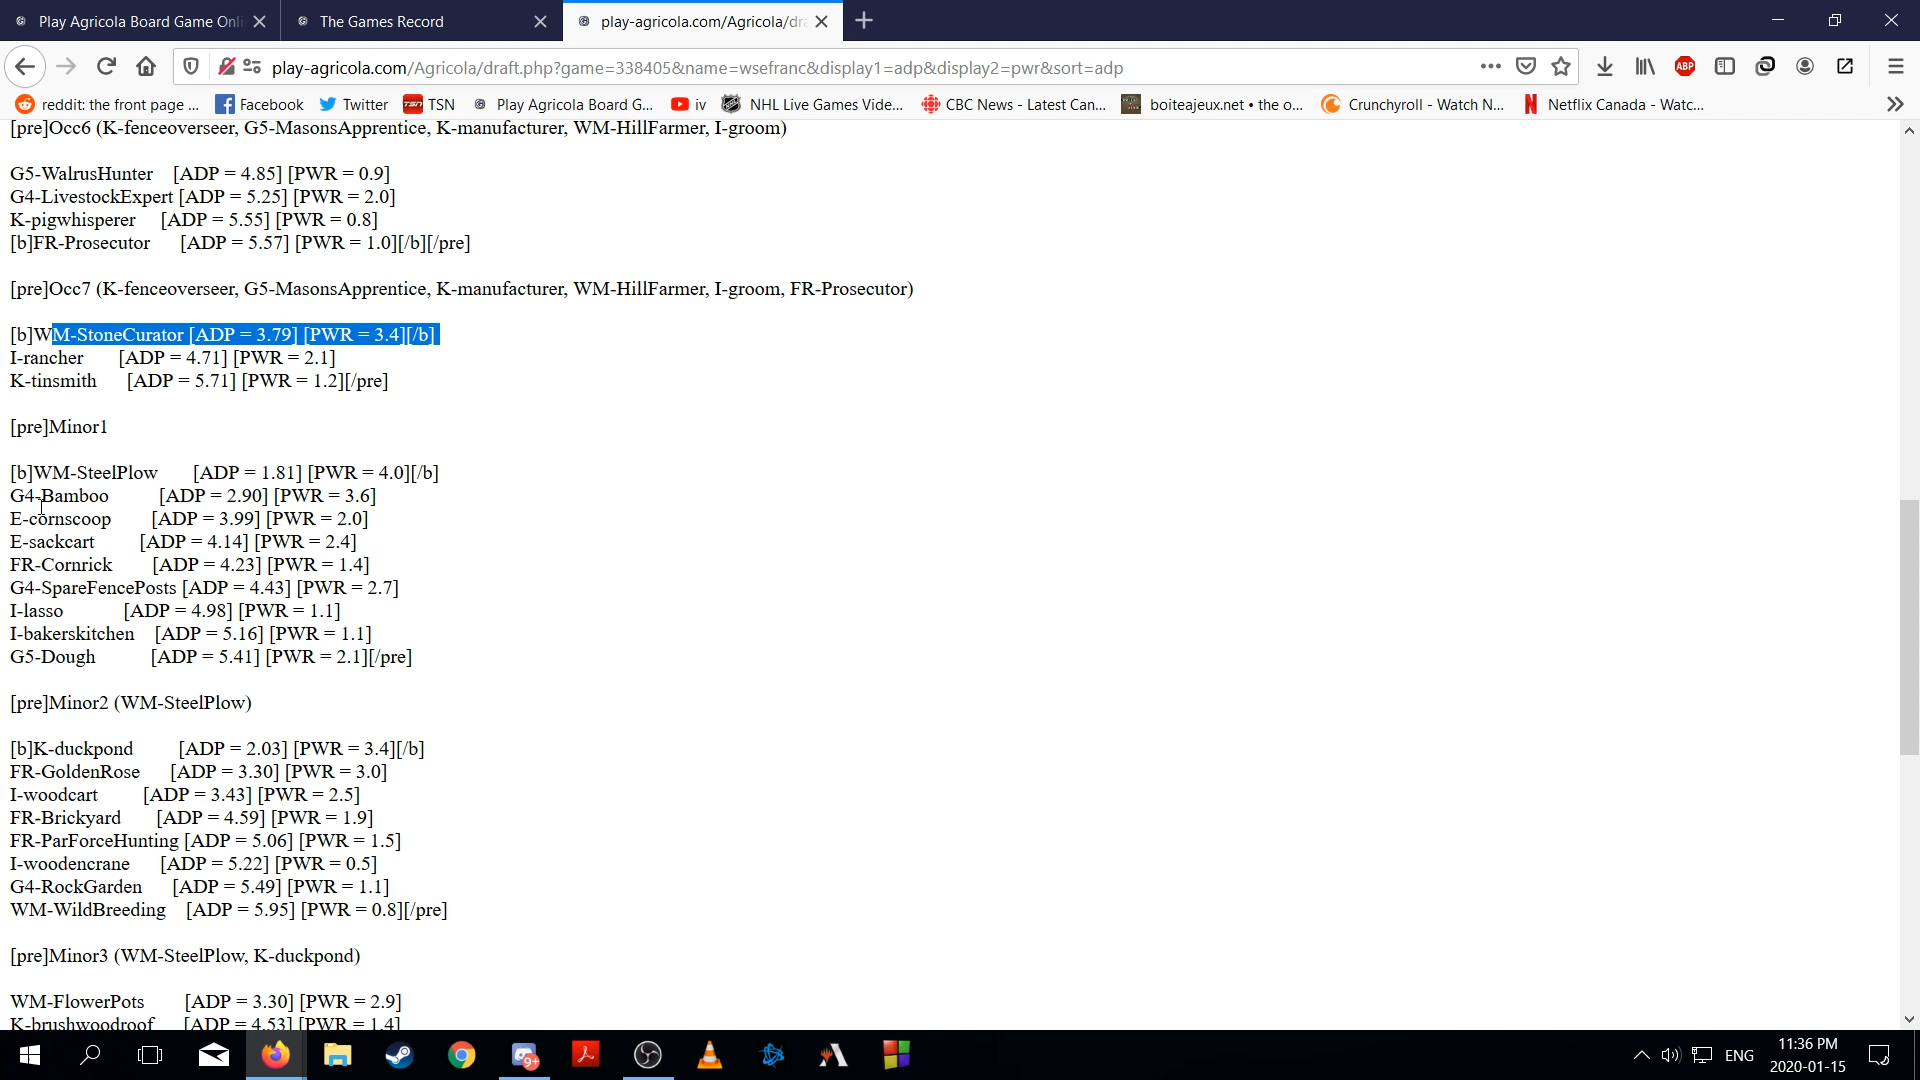 Play Agricola Board Game Onli
The Games Record
play-agricola.com/Agricola/dra
play-agricola.com/Agricola/draft.php?game=338405&name=wsefranc&display1=adp&display2=pwr&sort=adp
ABP
reddit: the front page ...
Facebook
Twitter
TSN TSN
Play Agricola Board G...
iv
NHL Live Games Vide...
CBC News - Latest Can...
boiteajeux.net • the o...
Crunchyroll - Watch N...
Netflix Canada - Watc...
[pre]Occ6 (K-fenceoverseer, G5-MasonsApprentice, K-manufacturer, WM-HillFarmer, I-groom)
G5-WalrusHunter [ADP = 4.85] [PWR = 0.9]
G4-LivestockExpert [ADP = 5.25] [PWR = 2.0]
K-pigwhisperer [ADP = 5.55] [PWR = 0.8]
[b]FR-Prosecutor [ADP = 5.57] [PWR = 1.0][/b][/pre]
[pre]Occ7 (K-fenceoverseer, G5-MasonsApprentice, K-manufacturer, WM-HillFarmer, I-groom, FR-Prosecutor)
[b]WM-StoneCurator [ADP = 3.79] [PWR = 3.4][/b]
I-rancher [ADP = 4.71] [PWR = 2.1]
K-tinsmith [ADP = 5.71] [PWR = 1.2][/pre]
[pre]Minor1
[b]WM-SteelPlow [ADP = 1.81] [PWR = 4.0][/b]
G4-Bamboo [ADP = 2.90] [PWR = 3.6]
E-cornscoop [ADP = 3.99] [PWR = 2.0]
E-sackcart [ADP = 4.14] [PWR = 2.4]
FR-Cornrick [ADP = 4.23] [PWR = 1.4]
G4-SpareFencePosts [ADP = 4.43] [PWR = 2.7]
I-lasso [ADP = 4.98] [PWR = 1.1]
I-bakerskitchen [ADP = 5.16] [PWR = 1.1]
G5-Dough [ADP = 5.41] [PWR = 2.1][/pre]
[pre]Minor2 (WM-SteelPlow)
[b]K-duckpond [ADP = 2.03] [PWR = 3.4][/b]
FR-GoldenRose [ADP = 3.30] [PWR = 3.0]
I-woodcart [ADP = 3.43] [PWR = 2.5]
FR-Brickyard [ADP = 4.59] [PWR = 1.9]
FR-ParForceHunting [ADP = 5.06] [PWR = 1.5]
I-woodencrane [ADP = 5.22] [PWR = 0.5]
G4-RockGarden [ADP = 5.49] [PWR = 1.1]
WM-WildBreeding [ADP = 5.95] [PWR = 0.8][/pre]
[pre]Minor3 (WM-SteelPlow, K-duckpond)
WM-FlowerPots [ADP = 3.30] [PWR = 2.9]
K-brushwoodroof [ADP = 4.53] [PWR = 1.4]
9+
ENG
11:36 PM
2020-01-15